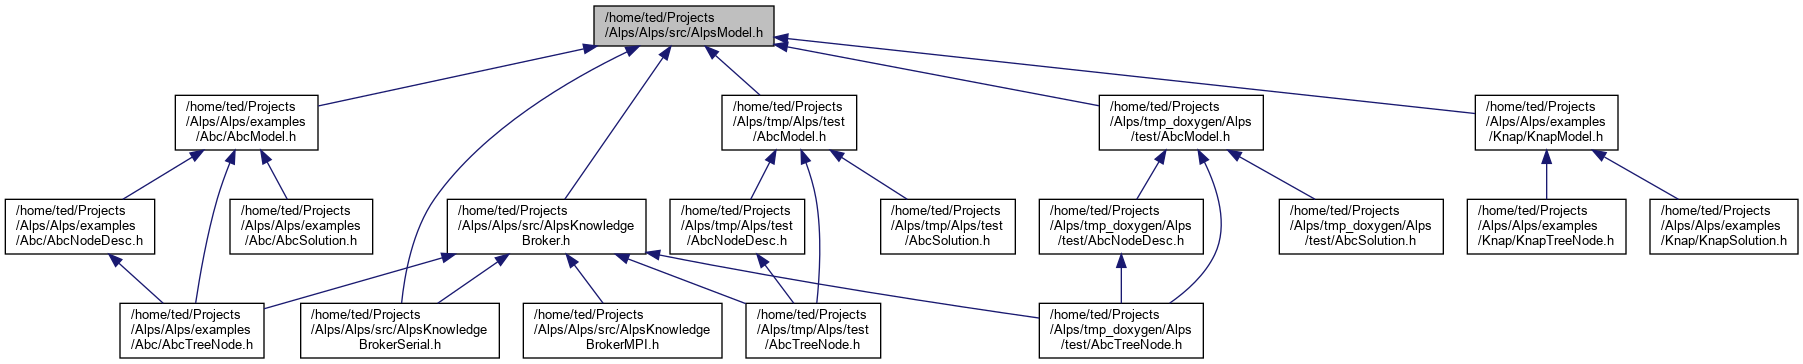 /home/ted/Projects
/Alps/Alps/src/AlpsModel.h
/home/ted/Projects
/Alps/Alps/examples
/Abc/AbcModel.h
/home/ted/Projects
/Alps/tmp/Alps/test
/AbcModel.h
/home/ted/Projects
/Alps/tmp_doxygen/Alps
/test/AbcModel.h
/home/ted/Projects
/Alps/Alps/examples
/Knap/KnapModel.h
/home/ted/Projects
/Alps/Alps/examples
/Abc/AbcNodeDesc.h
/home/ted/Projects
/Alps/Alps/examples
/Abc/AbcSolution.h
/home/ted/Projects
/Alps/Alps/src/AlpsKnowledge
Broker.h
/home/ted/Projects
/Alps/tmp/Alps/test
/AbcNodeDesc.h
/home/ted/Projects
/Alps/tmp/Alps/test
/AbcSolution.h
/home/ted/Projects
/Alps/tmp_doxygen/Alps
/test/AbcNodeDesc.h
/home/ted/Projects
/Alps/tmp_doxygen/Alps
/test/AbcSolution.h
/home/ted/Projects
/Alps/Alps/examples
/Knap/KnapTreeNode.h
/home/ted/Projects
/Alps/Alps/examples
/Knap/KnapSolution.h
/home/ted/Projects
/Alps/Alps/examples
/Abc/AbcTreeNode.h
/home/ted/Projects
/Alps/Alps/src/AlpsKnowledge
BrokerSerial.h
/home/ted/Projects
/Alps/Alps/src/AlpsKnowledge
BrokerMPI.h
/home/ted/Projects
/Alps/tmp/Alps/test
/AbcTreeNode.h
/home/ted/Projects
/Alps/tmp_doxygen/Alps
/test/AbcTreeNode.h